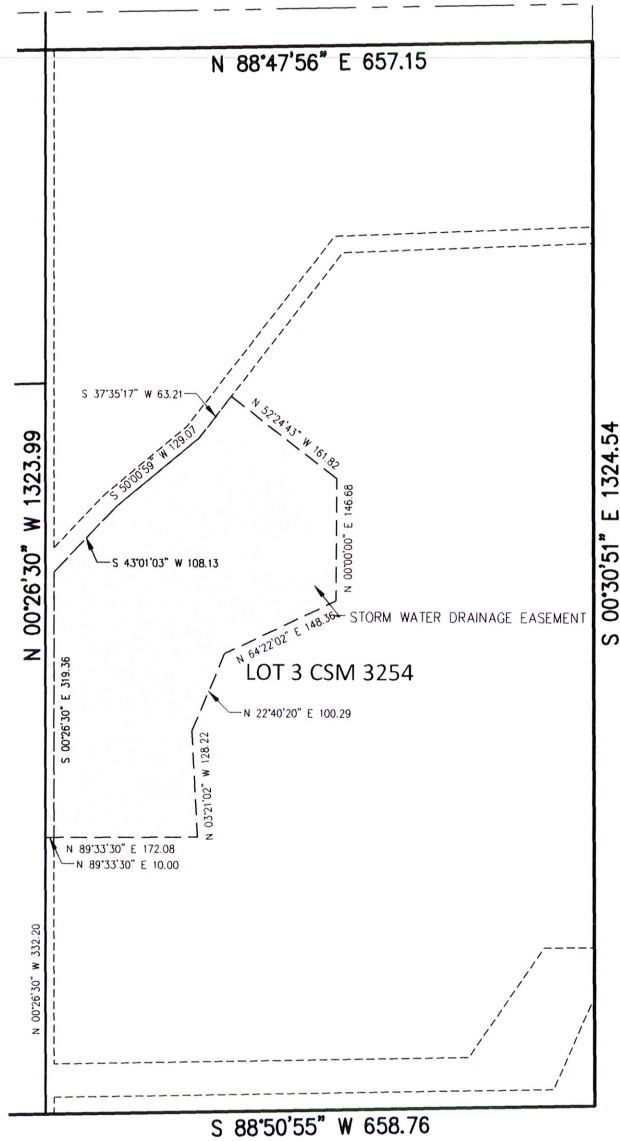 N 88°47'56" E 657.15
S 37°35'17" W 63.21
N 52°24'43" W 161.82
S 50°00'59" W 129.07
N 00°26'30" W 1323.99
S 00°30'51" E 1324.54
N 00°00'00" E 146.68
S 43°01'03" W 108.13
STORM WATER DRAINAGE EASEMENT
N 64°22'02" E 148.36
LOT 3 CSM 3254
S 00°26'30" E 319.36
N 22°40'20" E 100.29
N 03°21'02" W 128.22
N 89°33'30" E 172.08
N 89°33'30" E 10.00
N 00°26'30" W 332.20
S 88°50'55" W 658.76